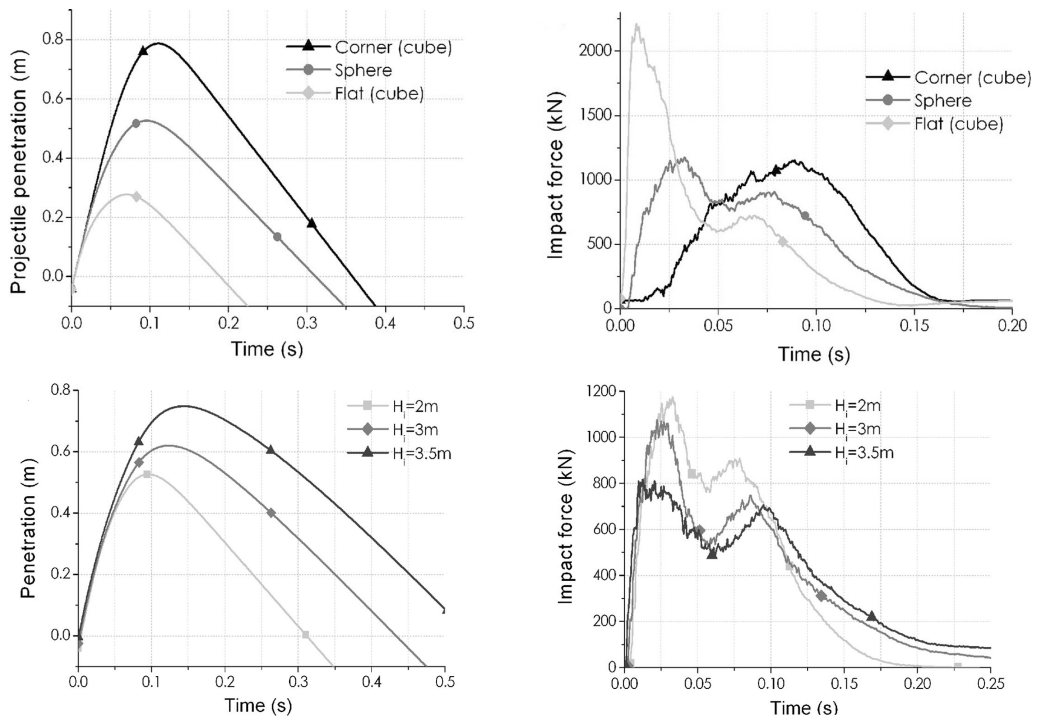 Projectile penetration (m)
0.8
0.6
0.4
0.2
0.0
Corner (cube)
Sphere
Flat (cube)
0.0 0.1 0.2 0.3 0.4 0.5
Time (s)
Impact force (kN)
2000
1500
1000
500
0
Corner (cube)
Sphere
Flat (cube)
0.00 0.05 0.10 0.15 0.20
Time (s)
Penetration (m)
0.8
0.6
0.4
0.8
0.0
Hi=2m
Hi=3m
Hi=3.5m
0.0 0.1 0.2 0.3 0.4 0.5
Time (s)
Impact force (kN)
1200
1000
800
600
400
200
0
Hi=2m
Hi=3m
Hi=3.5m
0.00 0.05 0.10 0.15 0.20 0.25
Time (s)